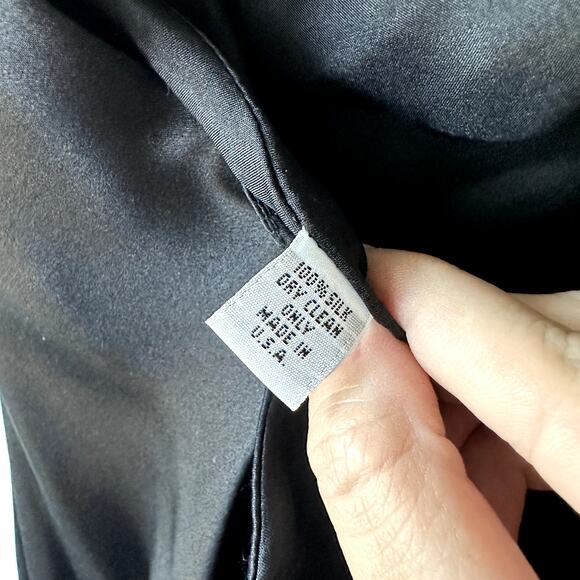 100% SILK
DRY CLEAN
ONLY
MADE IN
U.S.A.